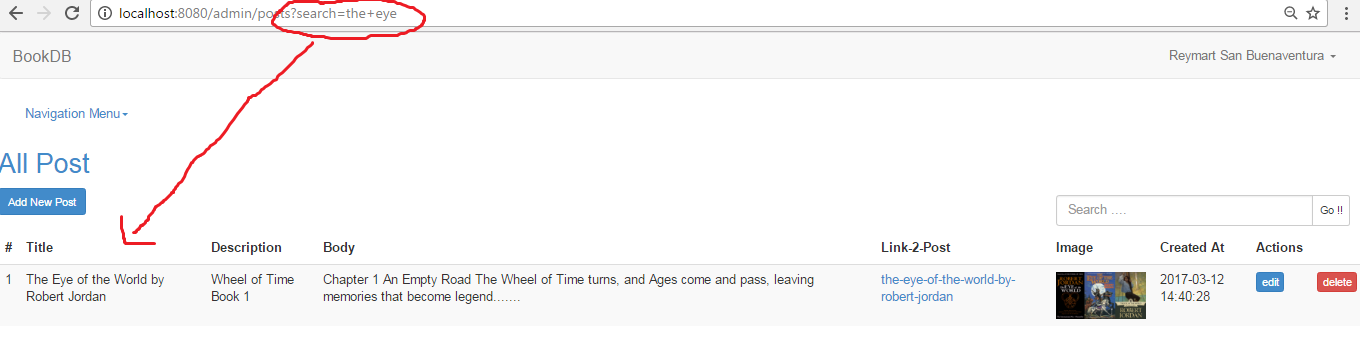 localhost:8080/admin/posts?search=the+eye
BookDB
Reymart San Buenaventura
Navigation Menu
All Post
Add New Post
Search ....
Go !!
# Title Description Body Link-2-Post Image Created At Actions
1 The Eye of the World by Wheel of Time Chapter 1 An Empty Road The Wheel of Time turns, and Ages come and pass, leaving the-eye-of-the-world-by- 2017-03-12 edit delete
Robert Jordan Book 1 memories that become legend....... robert-jordan 14:40:28